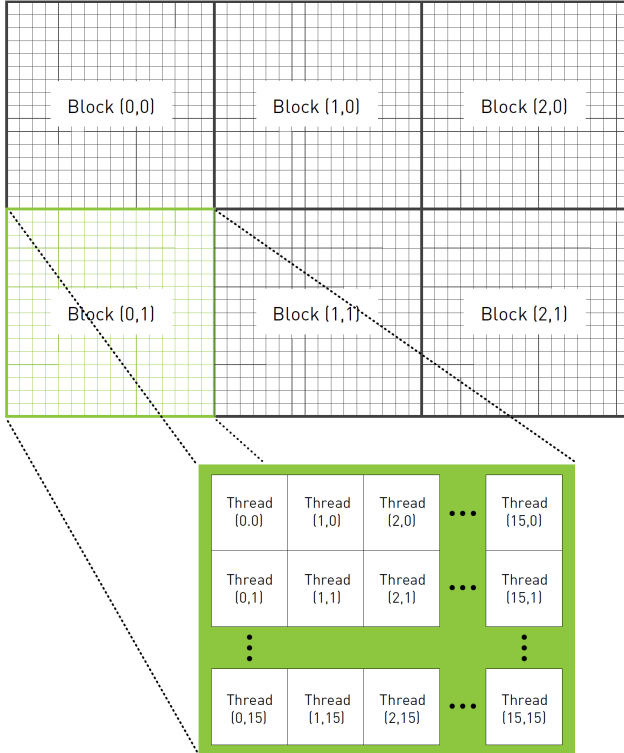 Block (0,0) Block (1,0) Block (2,0)
Block (0,1) Block (1,1) Block (2,1)
Thread Thread Thread Thread
(0.0) (1,0) (2,0) ••• (15,0)
Thread Thread Thread Thread
(0,1) (1,1) (2,1) ••• (15,1)
Thread Thread Thread Thread
(0,15) (1,15) (2,15) ••• (15,15)